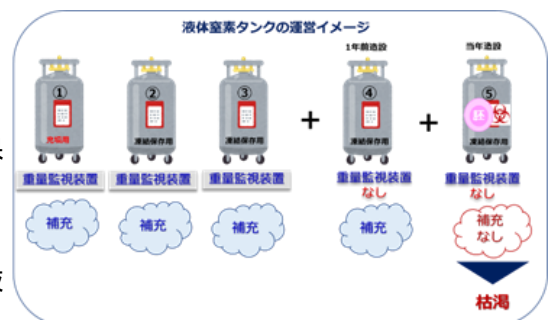 液体窒素タンクの運営イメージ
1年前造設
当年造設
① ② ③ + ④ + ⑤
胚
充填用 凍結保存用 凍結保存用 凍結保存用 凍結保存用
重量監視装置 重量監視装置 重量監視装置 重量監視装置 重量監視装置
なし なし
補充 補充 補充 補充 補充
なし
枯渇